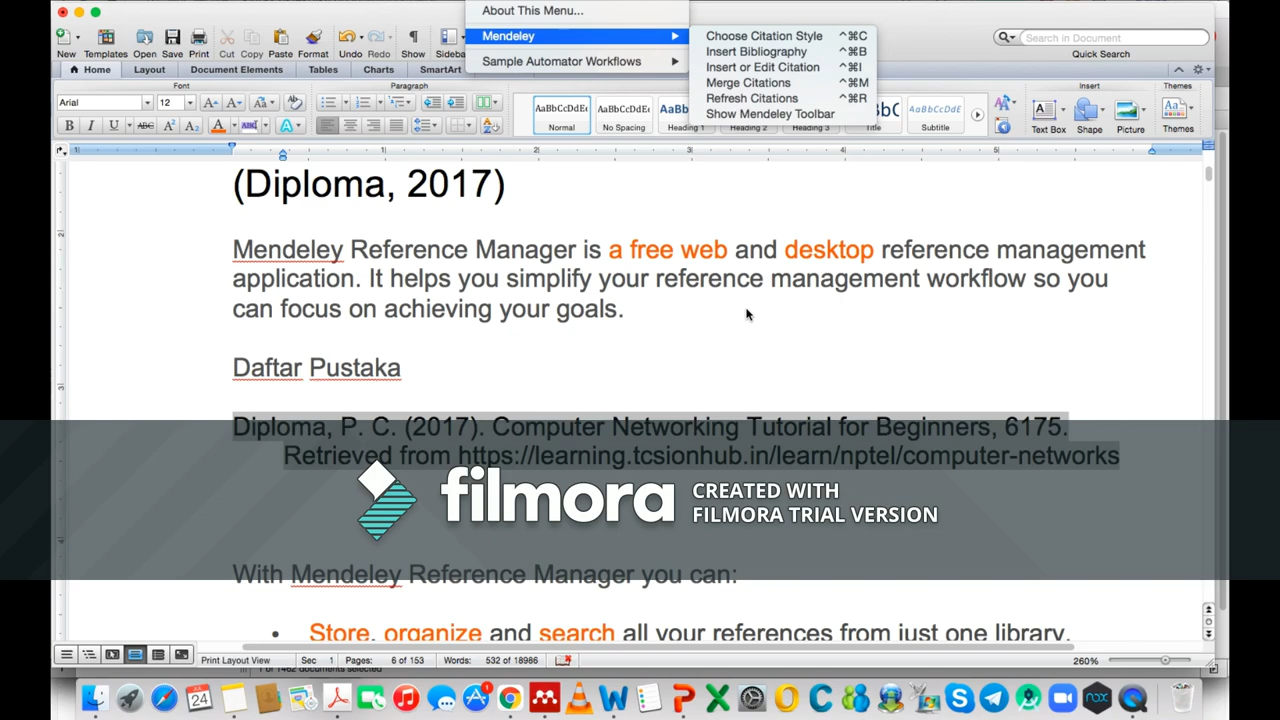 About This Menu...
Mendeley
Sample Automator Workflows
Choose Citation Style ^⌘C
Insert Bibliography ^⌘B
Insert or Edit Citation ^⌘I
Merge Citations ^⌘M
Refresh Citations ^⌘R
Show Mendeley Toolbar
New Templates Open Save Print Cut Copy Paste Format Undo Redo Show Sideba
Search in Document
Quick Search
Home Layout Document Elements Tables Charts SmartArt
Font Paragraph Insert Themes
Arial 12
AaBbCcDdE AaBbCcDdE AaBb AaBbCcDdE
Normal No Spacing Heading 1 Heading 2 Heading 3 Title Subtitle
Text Box Shape Picture Themes
(Diploma, 2017)
Mendeley Reference Manager is a free web and desktop reference management
application. It helps you simplify your reference management workflow so you
can focus on achieving your goals.
Daftar Pustaka
Diploma, P. C. (2017). Computer Networking Tutorial for Beginners, 6175.
Retrieved from https://learning.tcsionhub.in/learn/nptel/computer-networks
filmora
CREATED WITH
FILMORA TRIAL VERSION
With Mendeley Reference Manager you can:
• Store, organize and search all your references from just one library.
Print Layout View Sec 1 Pages: 6 of 153 Words: 532 of 18986 260%